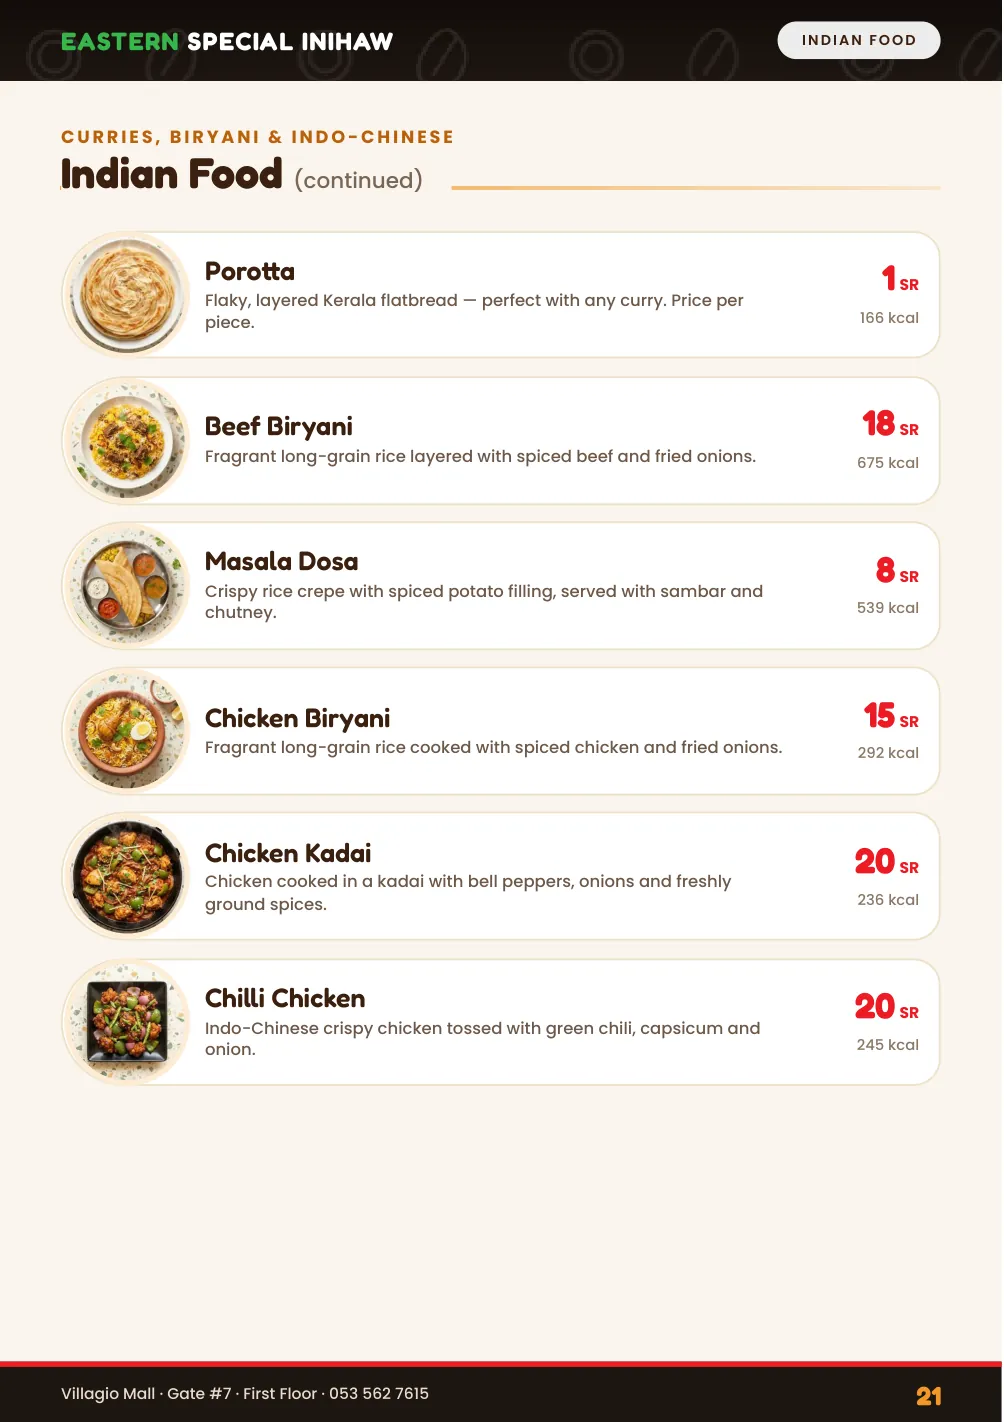 EASTERN SPECIAL INIHAW
INDIAN FOOD
CURRIES, BIRYANI & INDO-CHINESE
Indian Food (continued)
Porotta
Flaky, layered Kerala flatbread — perfect with any curry. Price per
piece.
1 SR
166 kcal
Beef Biryani
Fragrant long-grain rice layered with spiced beef and fried onions.
18 SR
675 kcal
Masala Dosa
Crispy rice crepe with spiced potato filling, served with sambar and
chutney.
8 SR
539 kcal
Chicken Biryani
Fragrant long-grain rice cooked with spiced chicken and fried onions.
15 SR
292 kcal
Chicken Kadai
Chicken cooked in a kadai with bell peppers, onions and freshly
ground spices.
20 SR
236 kcal
Chilli Chicken
Indo-Chinese crispy chicken tossed with green chili, capsicum and
onion.
20 SR
245 kcal
Villagio Mall · Gate #7 · First Floor · 053 562 7615
21